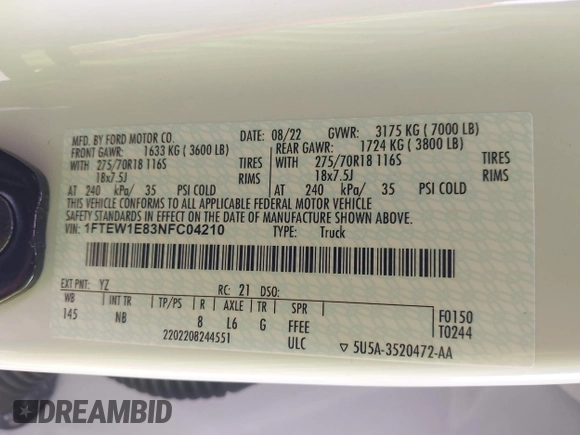 MFD. BY FORD MOTOR CO.
DATE: 08/22 GVWR: 3175 KG ( 7000 LB)
FRONT GAWR: 1633 KG ( 3600 LB) REAR GAWR: 1724 KG ( 3800 LB)
WITH 275/70R18 116S TIRES WITH 275/70R18 116S TIRES
18x7.5J RIMS 18x7.5J RIMS
AT 240 kPa/ 35 PSI COLD AT 240 kPa/ 35 PSI COLD
THIS VEHICLE CONFORMS TO ALL APPLICABLE FEDERAL MOTOR VEHICLE
SAFETY STANDARDS IN EFFECT ON THE DATE OF MANUFACTURE SHOWN ABOVE.
VIN: 1FTEW1E83NFC04210 TYPE: Truck
EXT PNT: YZ RC: 21 DSO:
WB INT TR TP/PS R AXLE TR SPR
145 NB 8 L6 G FFEE
ULC
2202208244551
F0150
T0244
▽ 5U5A-3520472-AA
DREAMBID